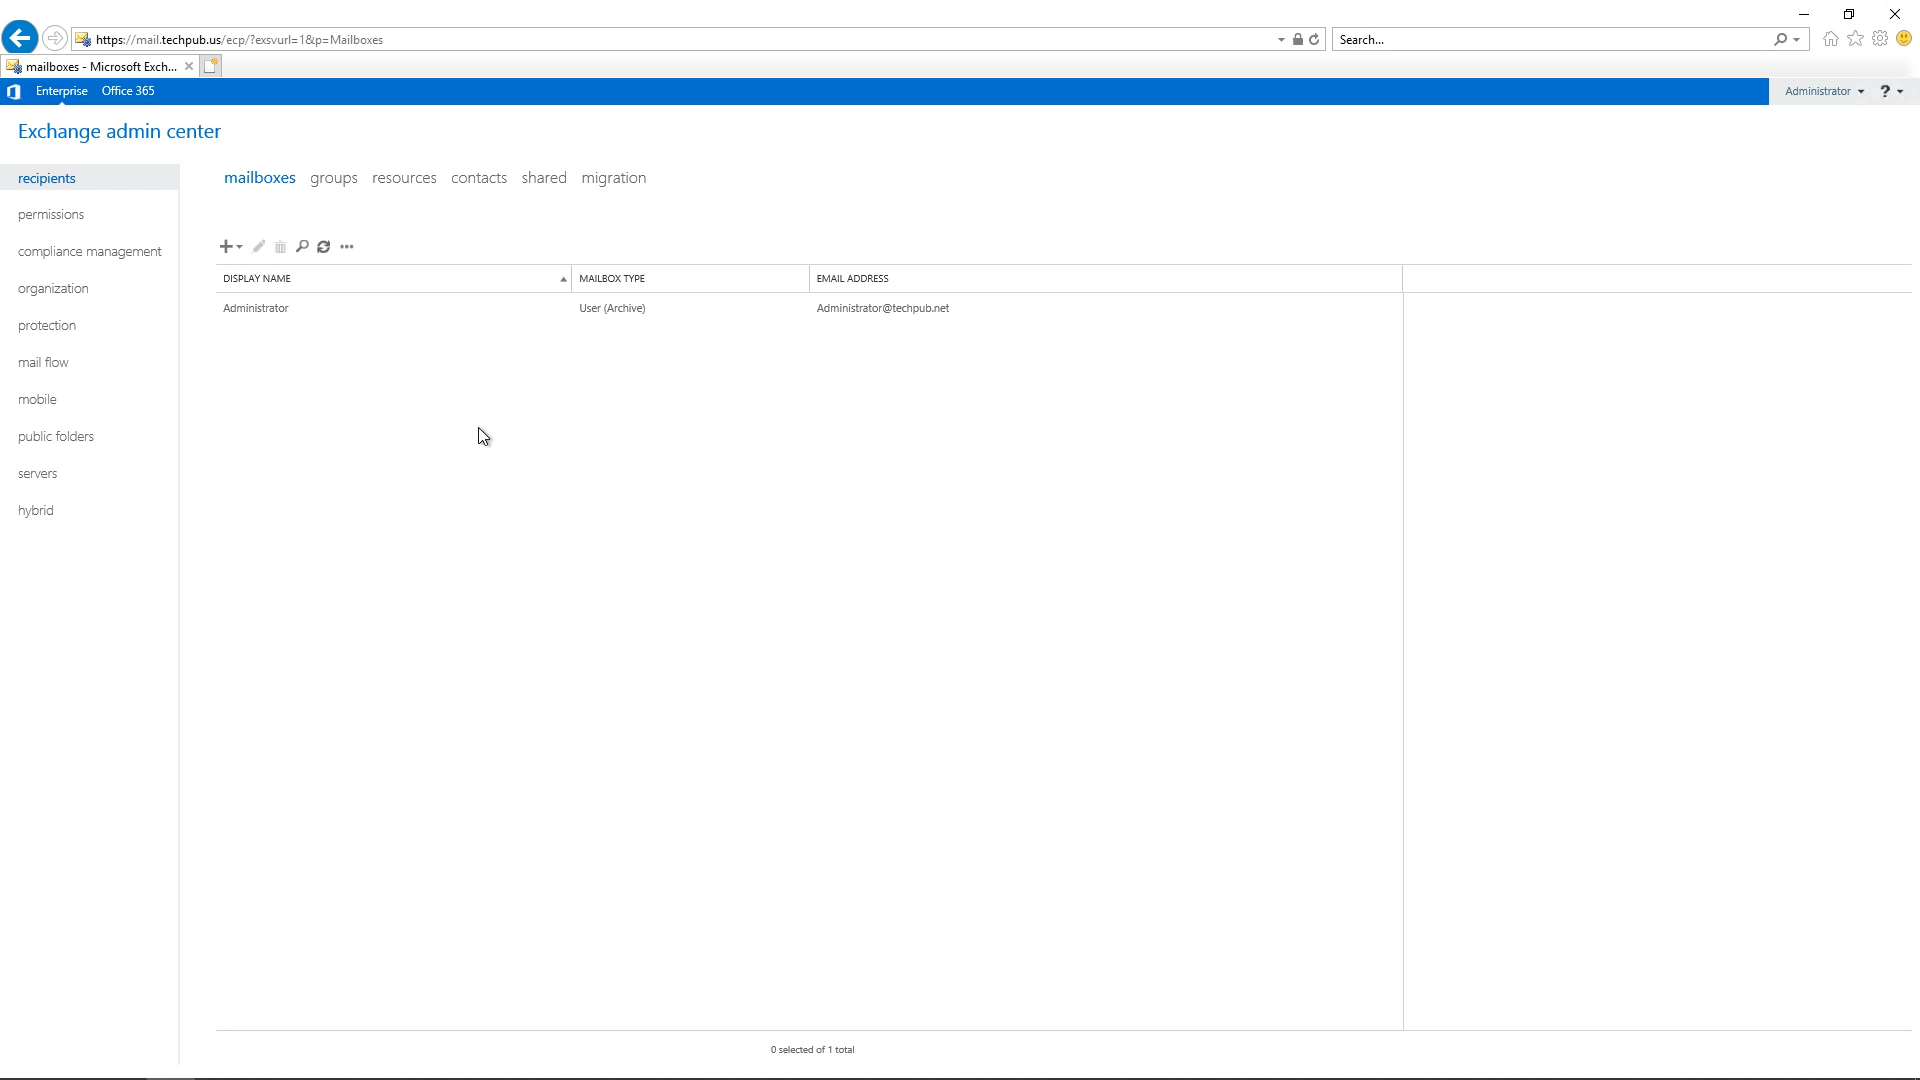 https://mail.techpub.us/ecp/?exsvurl=1&p=Mailboxes
Search...
mailboxes - Microsoft Exch...
Enterprise Office 365
Administrator ?
Exchange admin center
recipients
permissions
compliance management
organization
protection
mail flow
mobile
public folders
servers
hybrid
mailboxes groups resources contacts shared migration
DISPLAY NAME MAILBOX TYPE EMAIL ADDRESS
Administrator User (Archive) Administrator@techpub.net
0 selected of 1 total